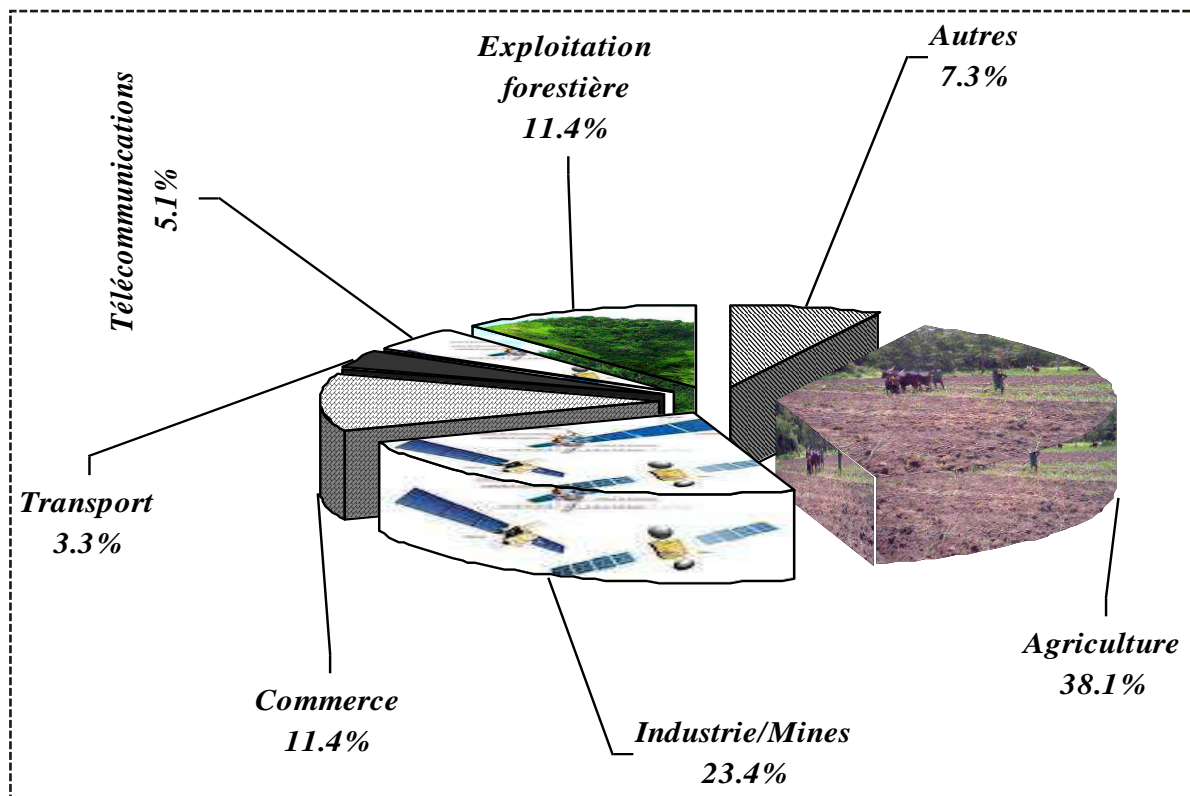 Exploitation
forestière
11.4%
Autres
7.3%
Télécommunications
5.1%
Transport
3.3%
Commerce
11.4%
Industrie/Mines
23.4%
Agriculture
38.1%